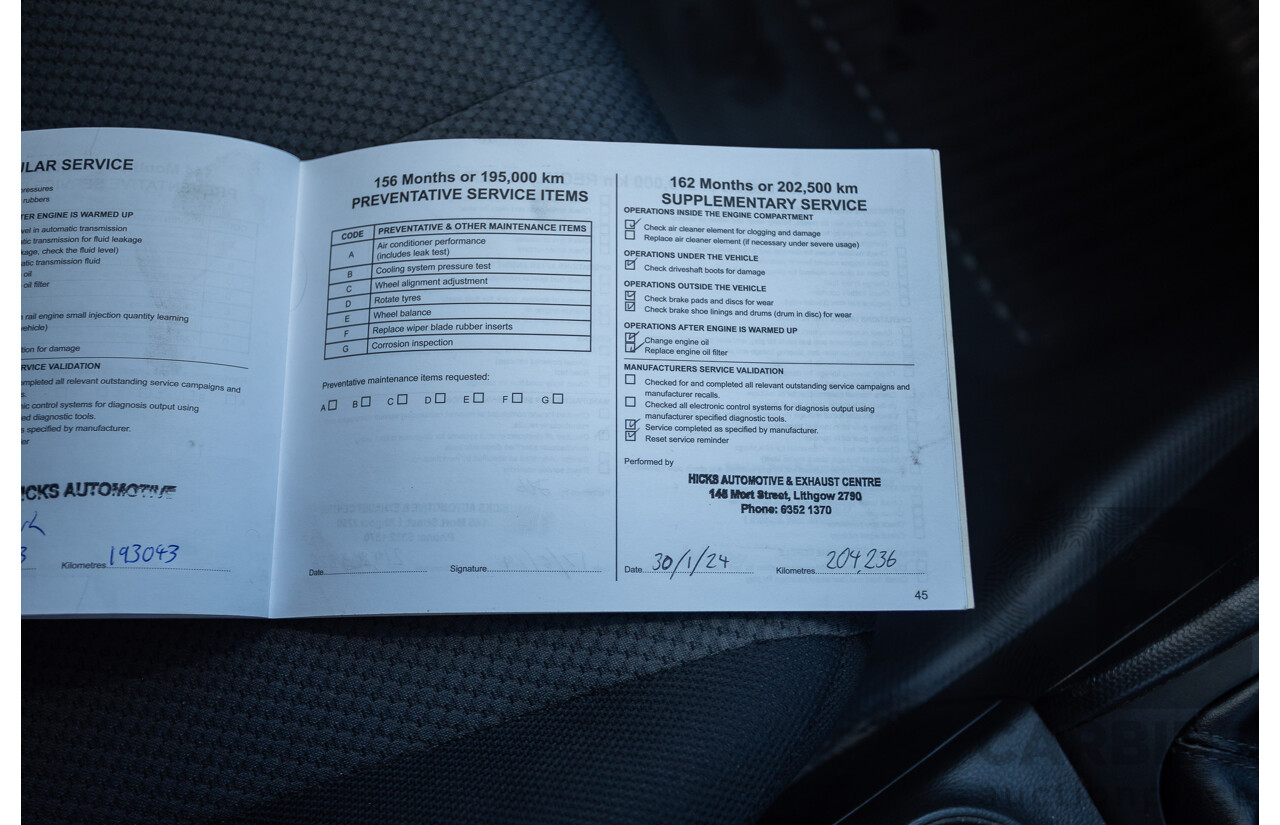 ULAR SERVICE
pressures
rubbers
TER ENGINE IS WARMED UP
vel in automatic transmission
tic transmission for fluid leakage
kage, check the fluid level)
atic transmission fluid
oil
oil filter
rail engine small injection quantity learning
vehicle)
tion for damage
RVICE VALIDATION
mpleted all relevant outstanding service campaigns and
s.
nic control systems for diagnosis output using
ed diagnostic tools.
s specified by manufacturer.
er
ICKS AUTOMOTIVE
3
Kilometres 193043
156 Months or 195,000 km
PREVENTATIVE SERVICE ITEMS
CODE PREVENTATIVE & OTHER MAINTENANCE ITEMS
A Air conditioner performance
(includes leak test)
B Cooling system pressure test
C Wheel alignment adjustment
D Rotate tyres
E Wheel balance
F Replace wiper blade rubber inserts
G Corrosion inspection
Preventative maintenance items requested:
A B C D E F G
Date Signature
162 Months or 202,500 km
SUPPLEMENTARY SERVICE
OPERATIONS INSIDE THE ENGINE COMPARTMENT
Check air cleaner element for clogging and damage
Replace air cleaner element (if necessary under severe usage)
OPERATIONS UNDER THE VEHICLE
Check driveshaft boots for damage
OPERATIONS OUTSIDE THE VEHICLE
Check brake pads and discs for wear
Check brake shoe linings and drums (drum in disc) for wear
OPERATIONS AFTER ENGINE IS WARMED UP
Change engine oil
Replace engine oil filter
MANUFACTURERS SERVICE VALIDATION
Checked for and completed all relevant outstanding service campaigns and
manufacturer recalls.
Checked all electronic control systems for diagnosis output using
manufacturer specified diagnostic tools.
Service completed as specified by manufacturer.
Reset service reminder
Performed by
HICKS AUTOMOTIVE & EXHAUST CENTRE
146 Mort Street, Lithgow 2790
Phone: 6352 1370
Date 30/1/24 Kilometres 204,236
45